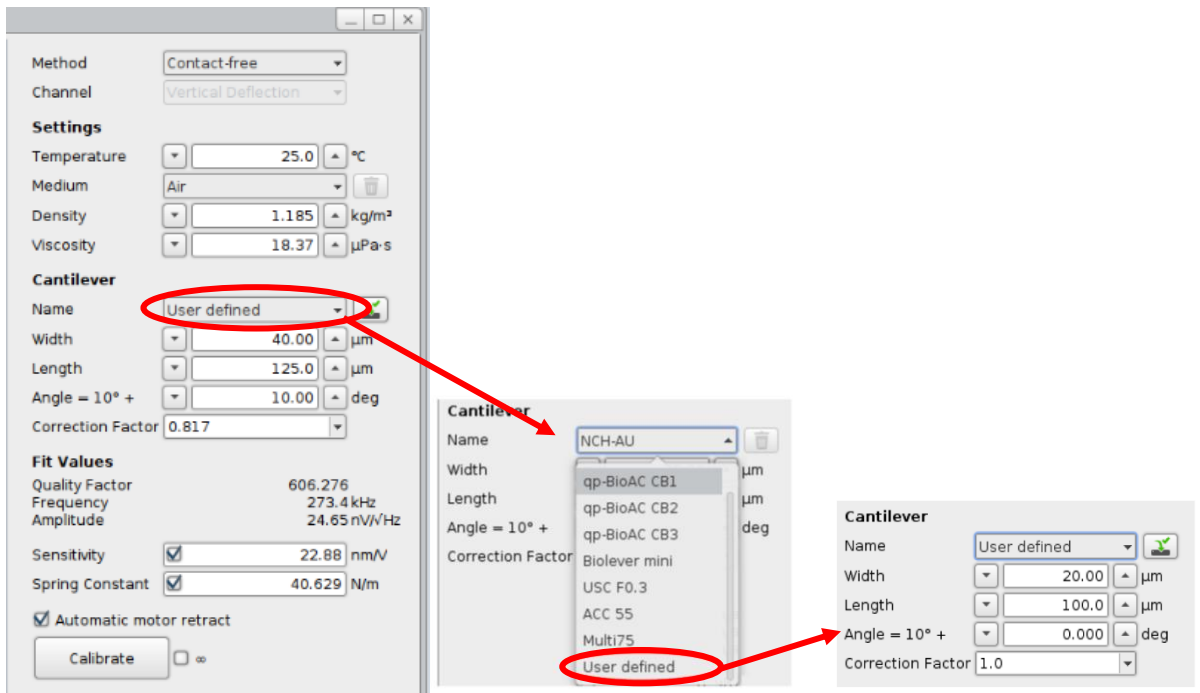 Method Contact-free
Channel Vertical Deflection
Settings
Temperature 25.0 °C
Medium Air
Density 1.185 kg/m³
Viscosity 18.37 µPa·s
Cantilever
Name User defined
Width 40.00 µm
Length 125.0 µm
Angle = 10° + 10.00 deg
Correction Factor 0.817
Fit Values
Quality Factor 606.276
Frequency 273.4 kHz
Amplitude 24.65 nV/√Hz
Sensitivity 22.88 nm/V
Spring Constant 40.629 N/m
Automatic motor retract
Calibrate ∞
Cantilever
Name NCH-AU
Width µm
Length µm
Angle = 10° + deg
Correction Factor
qp-BioAC CB1
qp-BioAC CB2
qp-BioAC CB3
Biolever mini
USC F0.3
ACC 55
Multi75
User defined
Cantilever
Name User defined
Width 20.00 µm
Length 100.0 µm
Angle = 10° + 0.000 deg
Correction Factor 1.0